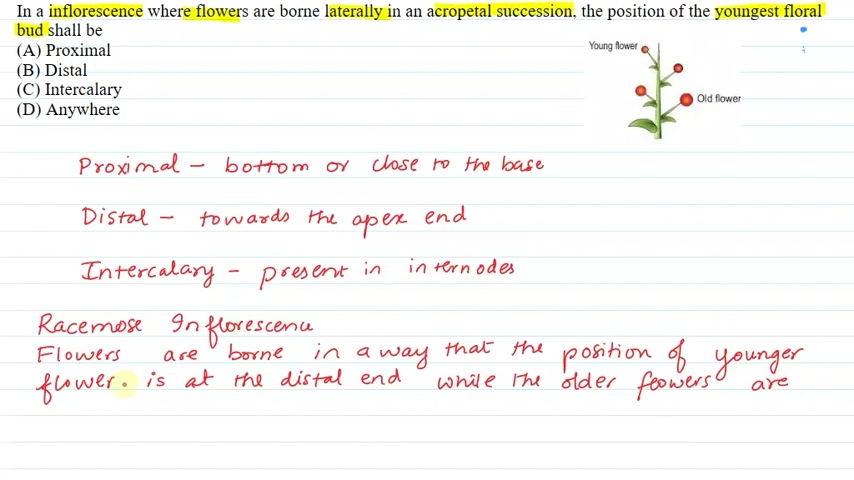 In a inflorescence where flowers are borne laterally in an acropetal succession, the position of the youngest floral
bud shall be
(A) Proximal
(B) Distal
(C) Intercalary
(D) Anywhere
Young flower
Old flower
Proximal - bottom or close to the base
Distal - towards the apex end
Intercalary - present in internodes
Racemose Inflorescence
Flowers are borne in a way that the position of younger
flower. is at the distal end while the older flowers are